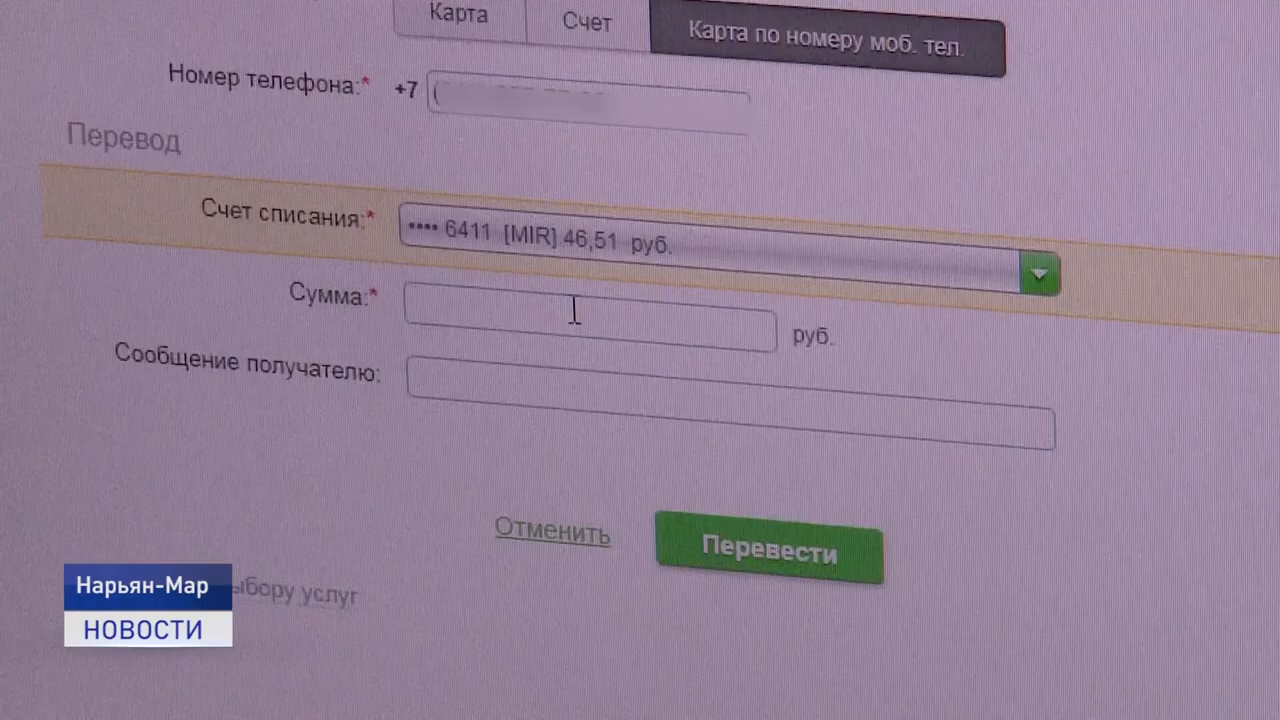 Карта
Счет
Карта по номеру моб. тел.
Номер телефона:* +7 (
Перевод
Счет списания:* •••• 6411 [MIR] 46,51 руб.
Сумма:* руб.
Сообщение получателю:
Отменить
Перевести
услуг
Нарьян-Мар
НОВОСТИ